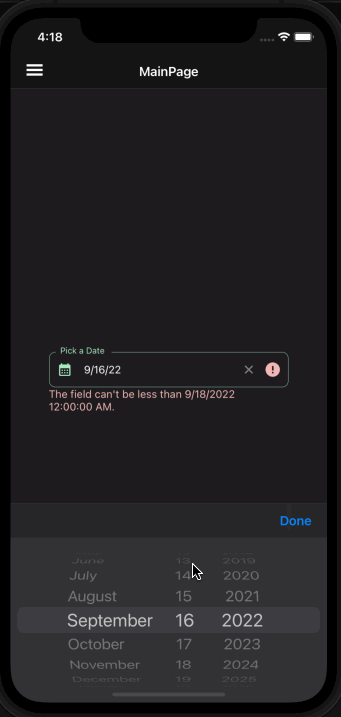 4:18
MainPage
Pick a Date
9/16/22
The field can't be less than 9/18/2022
12:00:00 AM.
Done
June 13 2019
July 14 2020
August 15 2021
September 16 2022
October 17 2023
November 18 2024
December 19 2025